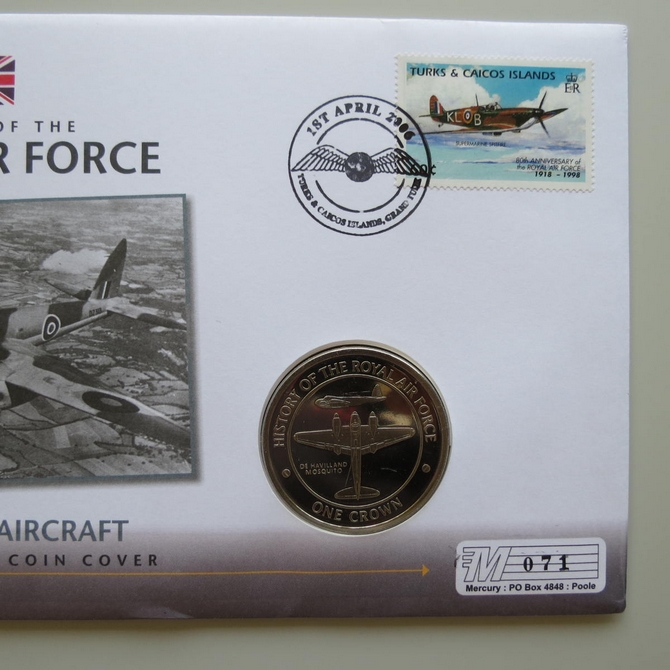 OF THE
R FORCE
1ST APRIL 2006
TURKS & CAICOS ISLANDS, GRAND TURK
TURKS & CAICOS ISLANDS
E R
KL B
SUPERMARINE SPITFIRE
80th ANNIVERSARY of
the ROYAL AIR FORCE
1918 - 1998
HISTORY OF THE ROYAL AIR FORCE
DE HAVILLAND
MOSQUITO
ONE CROWN
AIRCRAFT
COIN COVER
M 071
Mercury : PO Box 4848 : Poole